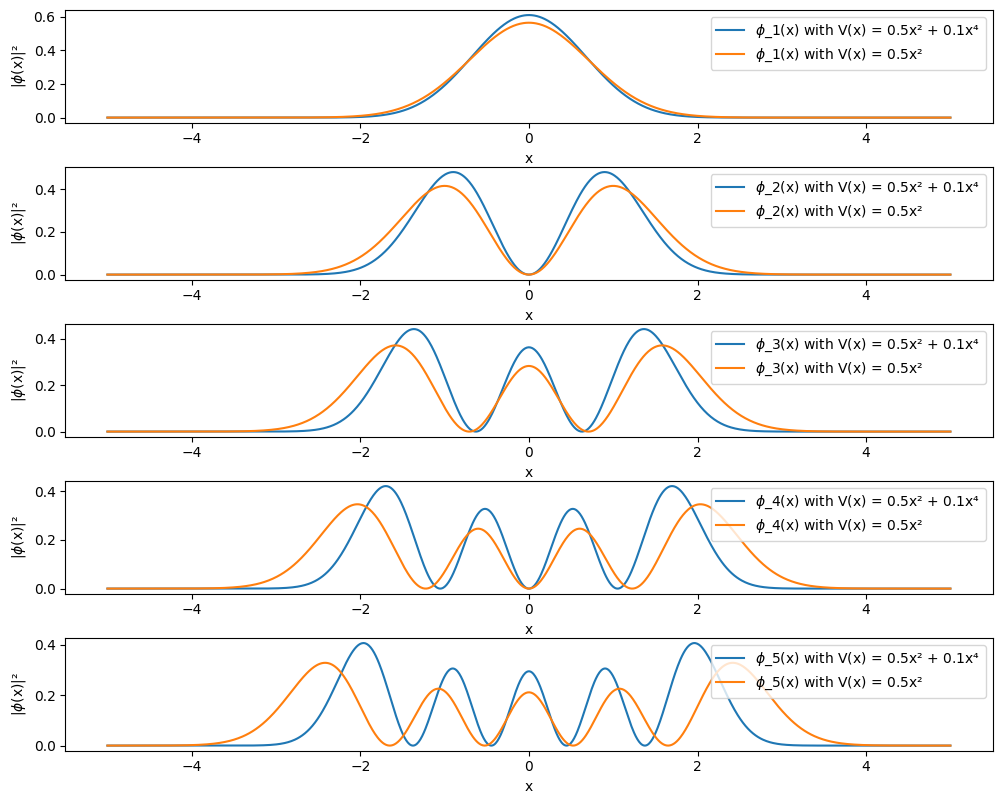 |ϕ(x)|²
0.6
0.4
0.2
0.0
ϕ_1(x) with V(x) = 0.5x² + 0.1x⁴
ϕ_1(x) with V(x) = 0.5x²
−4 −2 0 2 4
x
|ϕ(x)|²
0.4
0.2
0.0
ϕ_2(x) with V(x) = 0.5x² + 0.1x⁴
ϕ_2(x) with V(x) = 0.5x²
−4 −2 0 2 4
x
|ϕ(x)|²
0.4
0.2
0.0
ϕ_3(x) with V(x) = 0.5x² + 0.1x⁴
ϕ_3(x) with V(x) = 0.5x²
−4 −2 0 2 4
x
|ϕ(x)|²
0.4
0.2
0.0
ϕ_4(x) with V(x) = 0.5x² + 0.1x⁴
ϕ_4(x) with V(x) = 0.5x²
−4 −2 0 2 4
x
|ϕ(x)|²
0.4
0.2
0.0
ϕ_5(x) with V(x) = 0.5x² + 0.1x⁴
ϕ_5(x) with V(x) = 0.5x²
−4 −2 0 2 4
x